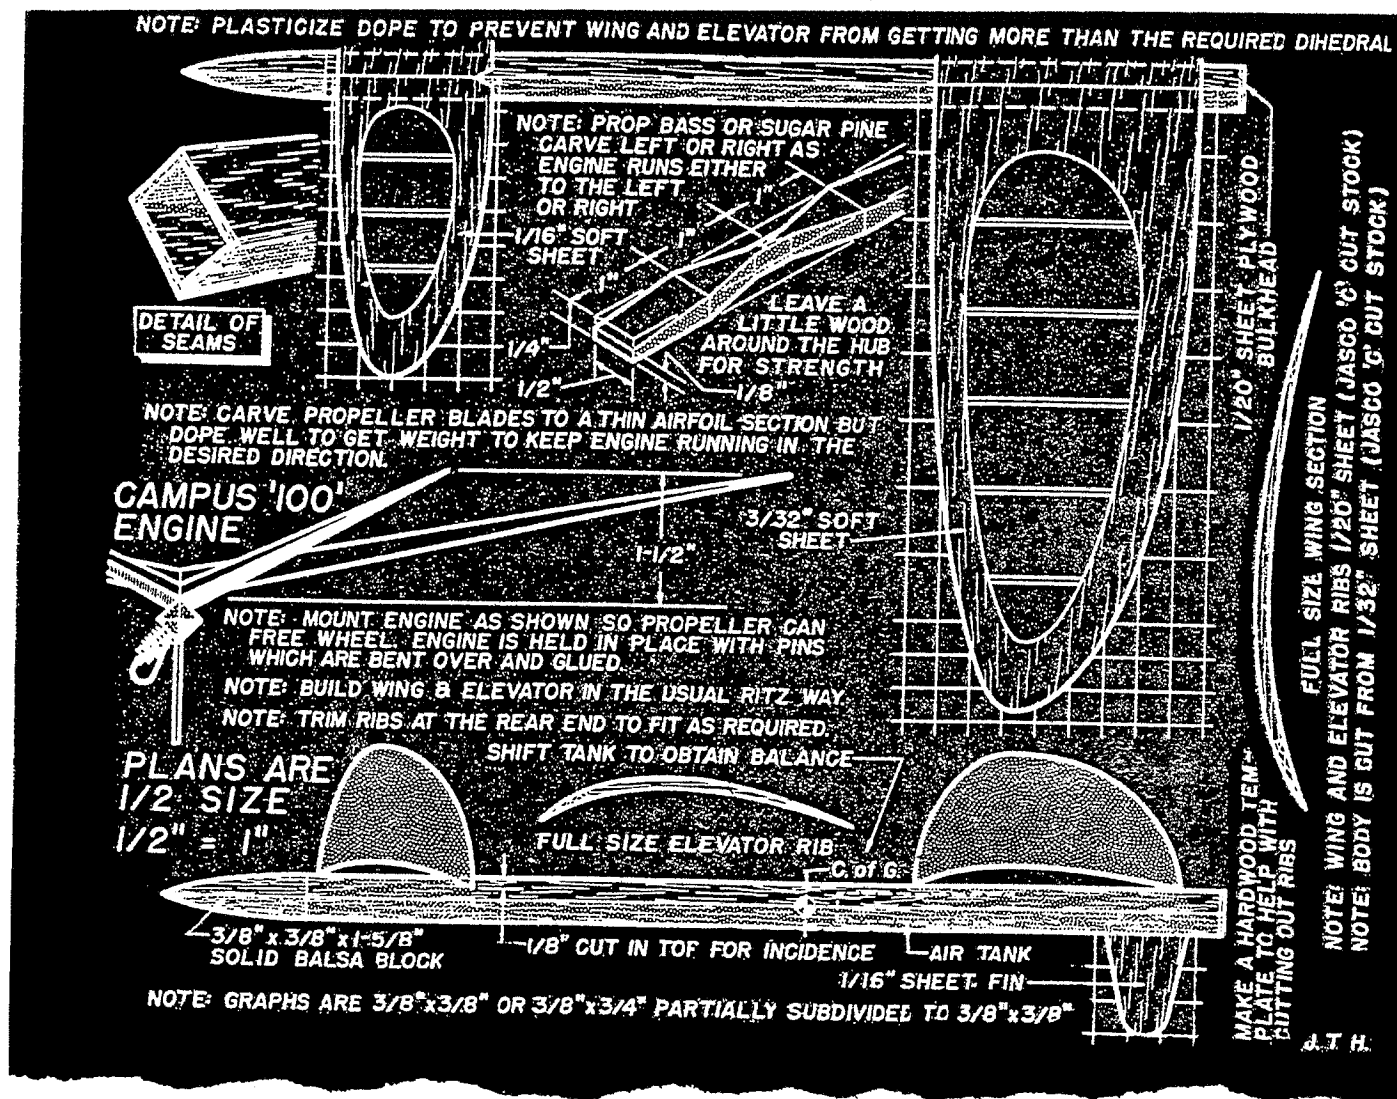 NOTE: PLASTICIZE DOPE TO PREVENT WING AND ELEVATOR FROM GETTING MORE THAN THE REQUIRED DIHEDRAL
NOTE: PROP BASS OR SUGAR PINE
CARVE LEFT OR RIGHT AS
ENGINE RUNS EITHER
TO THE LEFT
OR RIGHT
1"
1"
1"
1/16" SOFT
SHEET
DETAIL OF
SEAMS
1/4"
1/2"
1/8"
LEAVE A
LITTLE WOOD
AROUND THE HUB
FOR STRENGTH
1/20" SHEET PLYWOOD
BULKHEAD
NOTE: CARVE PROPELLER BLADES TO A THIN AIRFOIL SECTION BUT
DOPE WELL TO GET WEIGHT TO KEEP ENGINE RUNNING IN THE
DESIRED DIRECTION.
CAMPUS '100'
ENGINE
1-1/2"
3/32" SOFT
SHEET
NOTE: MOUNT ENGINE AS SHOWN SO PROPELLER CAN
FREE WHEEL. ENGINE IS HELD IN PLACE WITH PINS
WHICH ARE BENT OVER AND GLUED.
NOTE: BUILD WING & ELEVATOR IN THE USUAL RITZ WAY
NOTE: TRIM RIBS AT THE REAR END TO FIT AS REQUIRED.
SHIFT TANK TO OBTAIN BALANCE
PLANS ARE
1/2 SIZE
1/2" = 1"
FULL SIZE ELEVATOR RIB
C. of G.
3/8" x 3/8" x 1-5/8"
SOLID BALSA BLOCK
1/8" CUT IN TOP FOR INCIDENCE
AIR TANK
1/16" SHEET FIN
NOTE: GRAPHS ARE 3/8"x3/8" OR 3/8"x3/4" PARTIALLY SUBDIVIDED TO 3/8"x3/8"
MAKE A HARDWOOD TEM-
PLATE TO HELP WITH
CUTTING OUT RIBS
FULL SIZE WING SECTION
NOTE: WING AND ELEVATOR RIBS 1/20" SHEET (JASCO 'C' CUT STOCK)
NOTE: BODY IS CUT FROM 1/32" SHEET (JASCO 'C' CUT STOCK)
J. T. H.